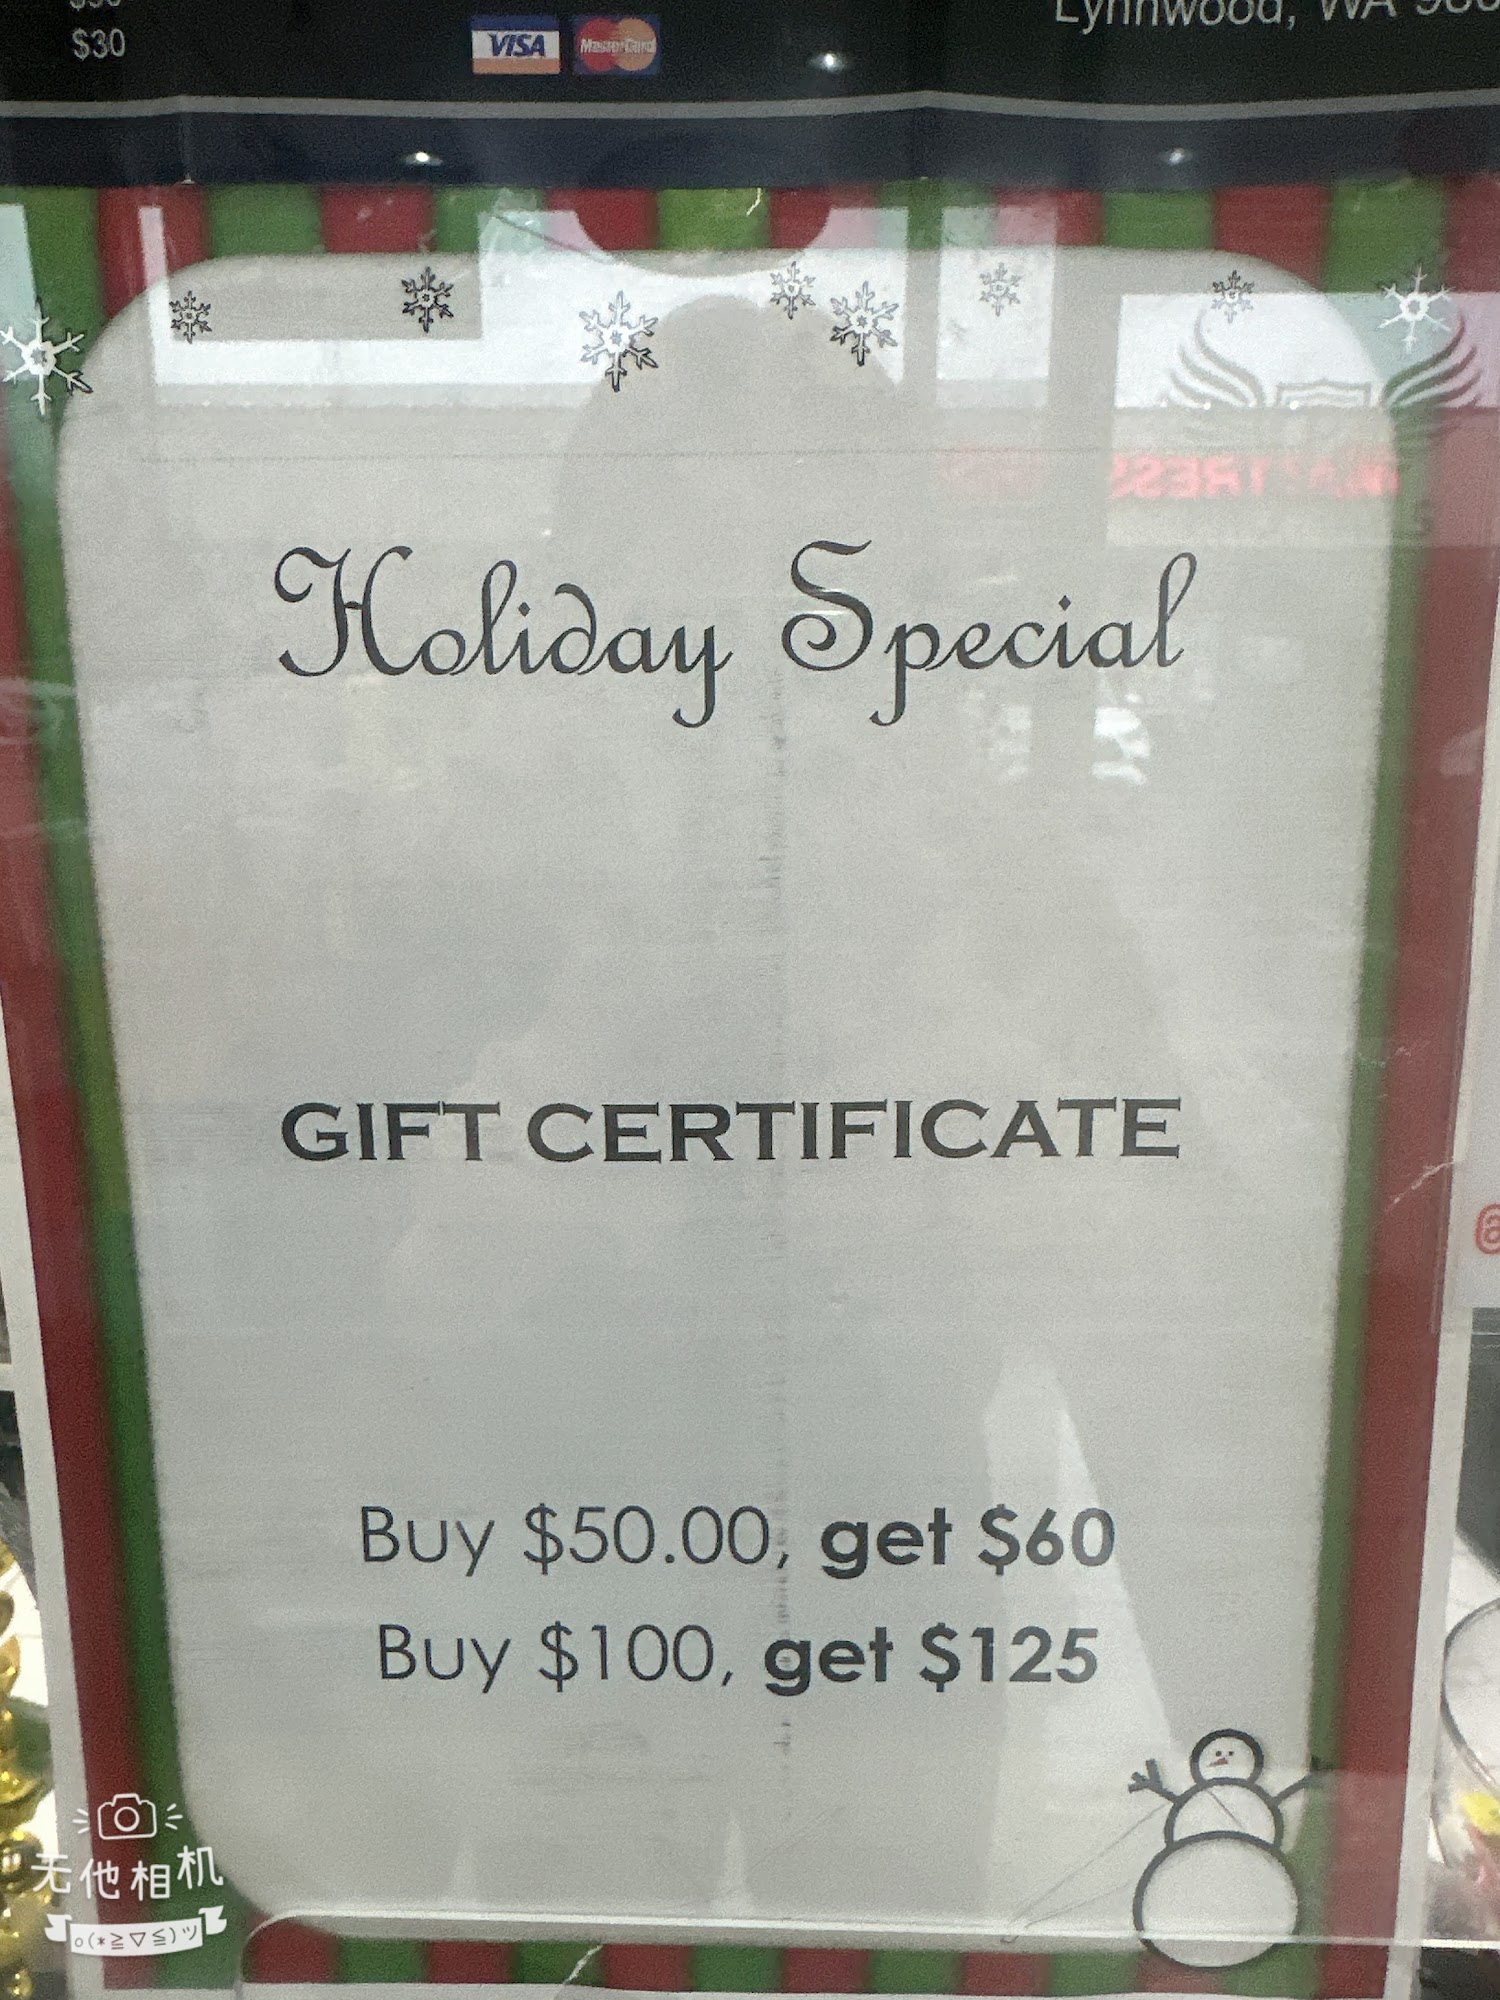 $30
VISA MasterCard
Lynnwood, WA
Holiday Special
GIFT CERTIFICATE
Buy $50.00, get $60
Buy $100, get $125
无他相机
o(*≧▽≦)ツ